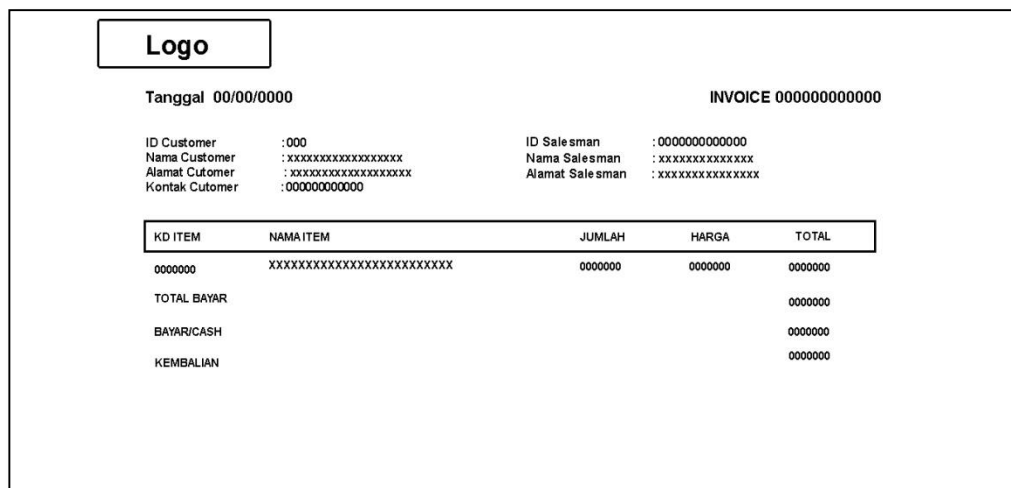 Logo
Tanggal 00/00/0000 INVOICE 000000000000
ID Customer :000 ID Salesman :0000000000000
Nama Customer :xxxxxxxxxxxxxxxxxx Nama Salesman :xxxxxxxxxxxxxx
Alamat Cutomer :xxxxxxxxxxxxxxxxxxx Alamat Salesman :xxxxxxxxxxxxxxx
Kontak Cutomer :000000000000
KD ITEM NAMA ITEM JUMLAH HARGA TOTAL
0000000 XXXXXXXXXXXXXXXXXXXXXXXXX 0000000 0000000 0000000
TOTAL BAYAR 0000000
BAYAR/CASH 0000000
KEMBALIAN 0000000